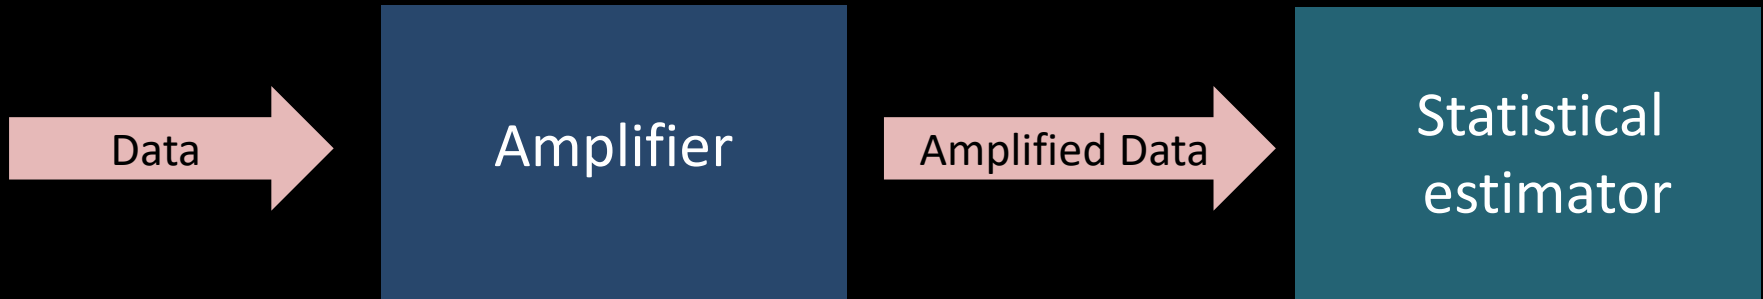 Data
Amplifier
Amplified Data
Statistical
estimator